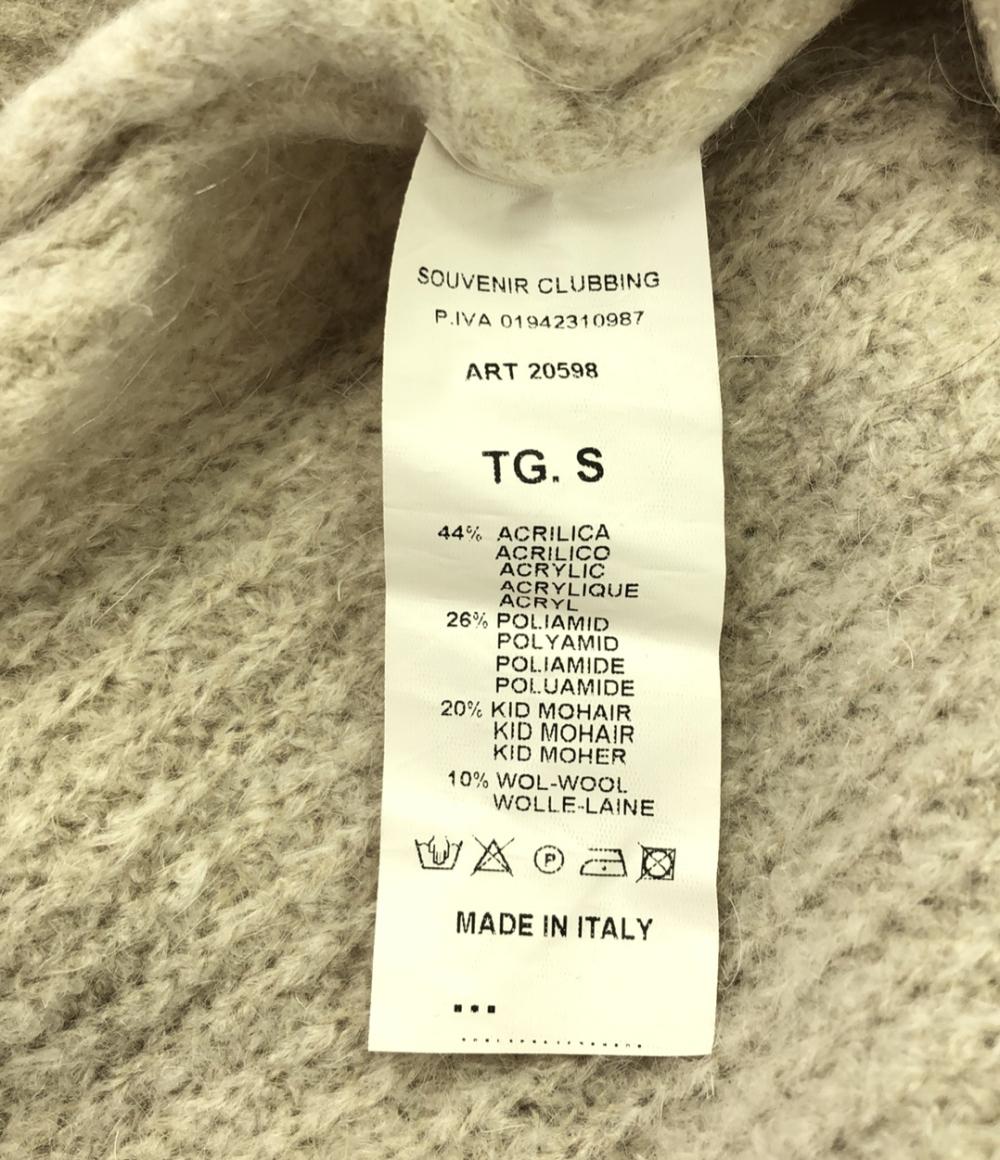 SOUVENIR CLUBBING
P.IVA 01942310987
ART 20598
TG. S
44% ACRILICA
ACRILICO
ACRYLIC
ACRYLIQUE
ACRYL
26% POLIAMID
POLYAMID
POLIAMIDE
POLUAMIDE
20% KID MOHAIR
KID MOHAIR
KID MOHER
10% WOL-WOOL
WOLLE-LAINE
P
MADE IN ITALY